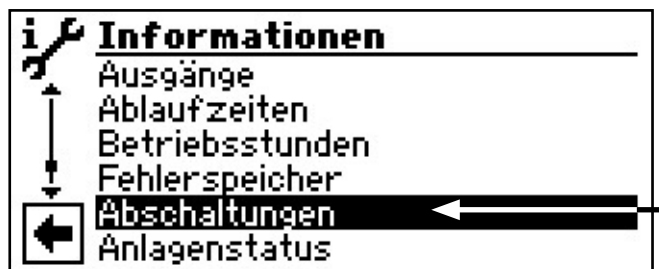 Informationen
Ausgänge
Ablaufzeiten
Betriebsstunden
Fehlerspeicher
Abschaltungen
Anlagenstatus